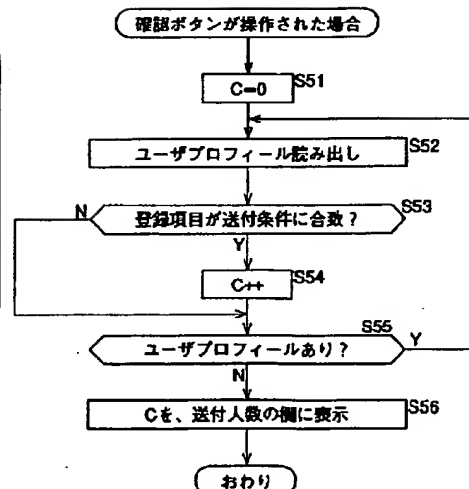 確認ボタンが操作された場合
C=0
S51
ユーザプロフィール読み出し
S52
登録項目が送付条件に合致？
S53
N
Y
C++
S54
ユーザプロフィールあり？
S55
Y
N
Cを、送付人数の欄に表示
S56
おわり